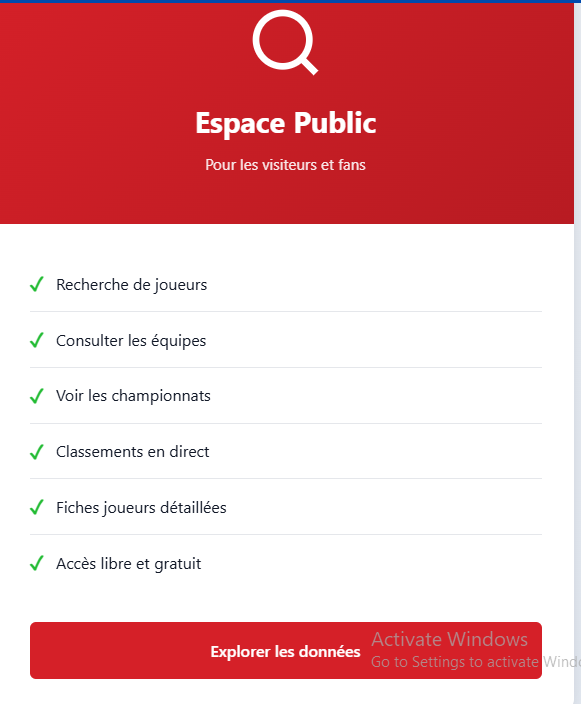 Espace Public
Pour les visiteurs et fans
✓ Recherche de joueurs
✓ Consulter les équipes
✓ Voir les championnats
✓ Classements en direct
✓ Fiches joueurs détaillées
✓ Accès libre et gratuit
Explorer les données
Activate Windows
Go to Settings to activate